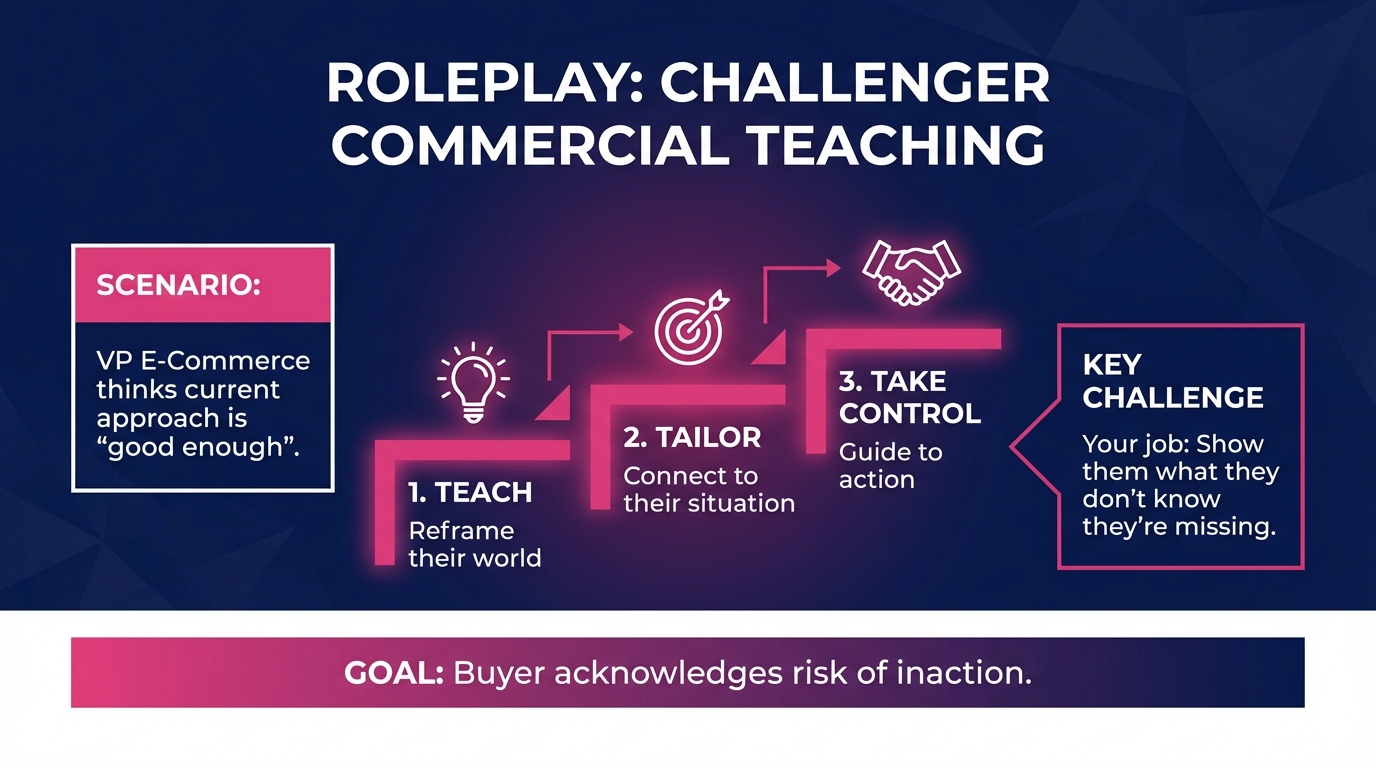 ROLEPLAY: CHALLENGER
COMMERCIAL TEACHING
SCENARIO:
VP E-Commerce
thinks current
approach is
“good enough”.
1. TEACH
Reframe
their world
2. TAILOR
Connect to
their situation
3. TAKE
CONTROL
Guide to
action
KEY
CHALLENGE
Your job: Show
them what they
don’t know
they’re missing.
GOAL: Buyer acknowledges risk of inaction.